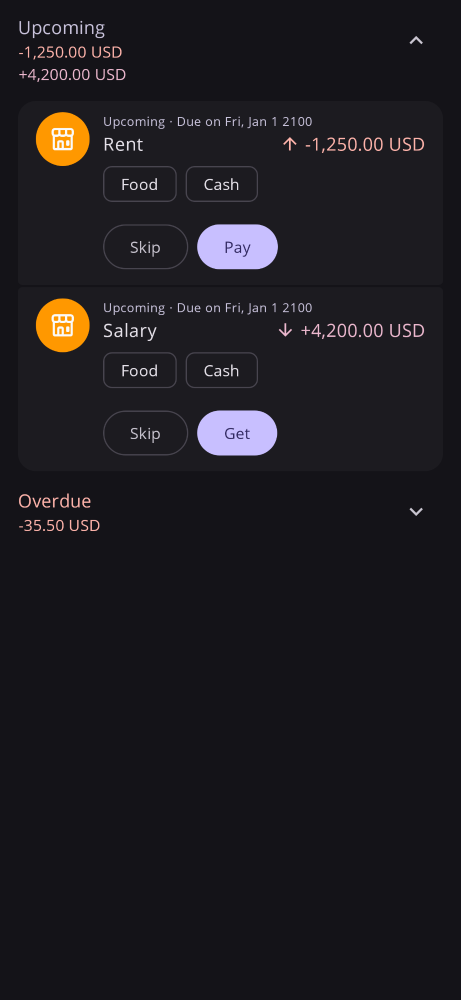 Upcoming
-1,250.00 USD
+4,200.00 USD
Upcoming · Due on Fri, Jan 1 2100
Rent
-1,250.00 USD
Food
Cash
Skip
Pay
Upcoming · Due on Fri, Jan 1 2100
Salary
+4,200.00 USD
Food
Cash
Skip
Get
Overdue
-35.50 USD